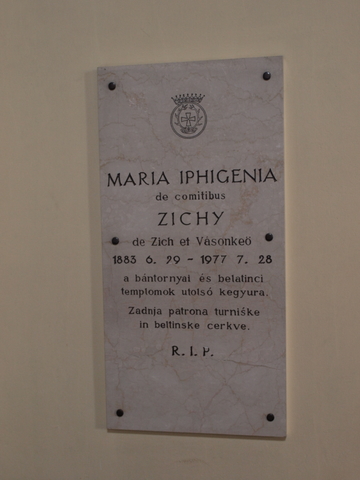 MARIA IPHIGENIA
de comitibus
ZICHY
de Zich et Vásonkeö
1883 6. 29 - 1977 7. 28
a bántornyai és belatinci
templomok utolsó kegyura.
Zadnja patrona turniške
in beltinske cerkve.
R. I. P.